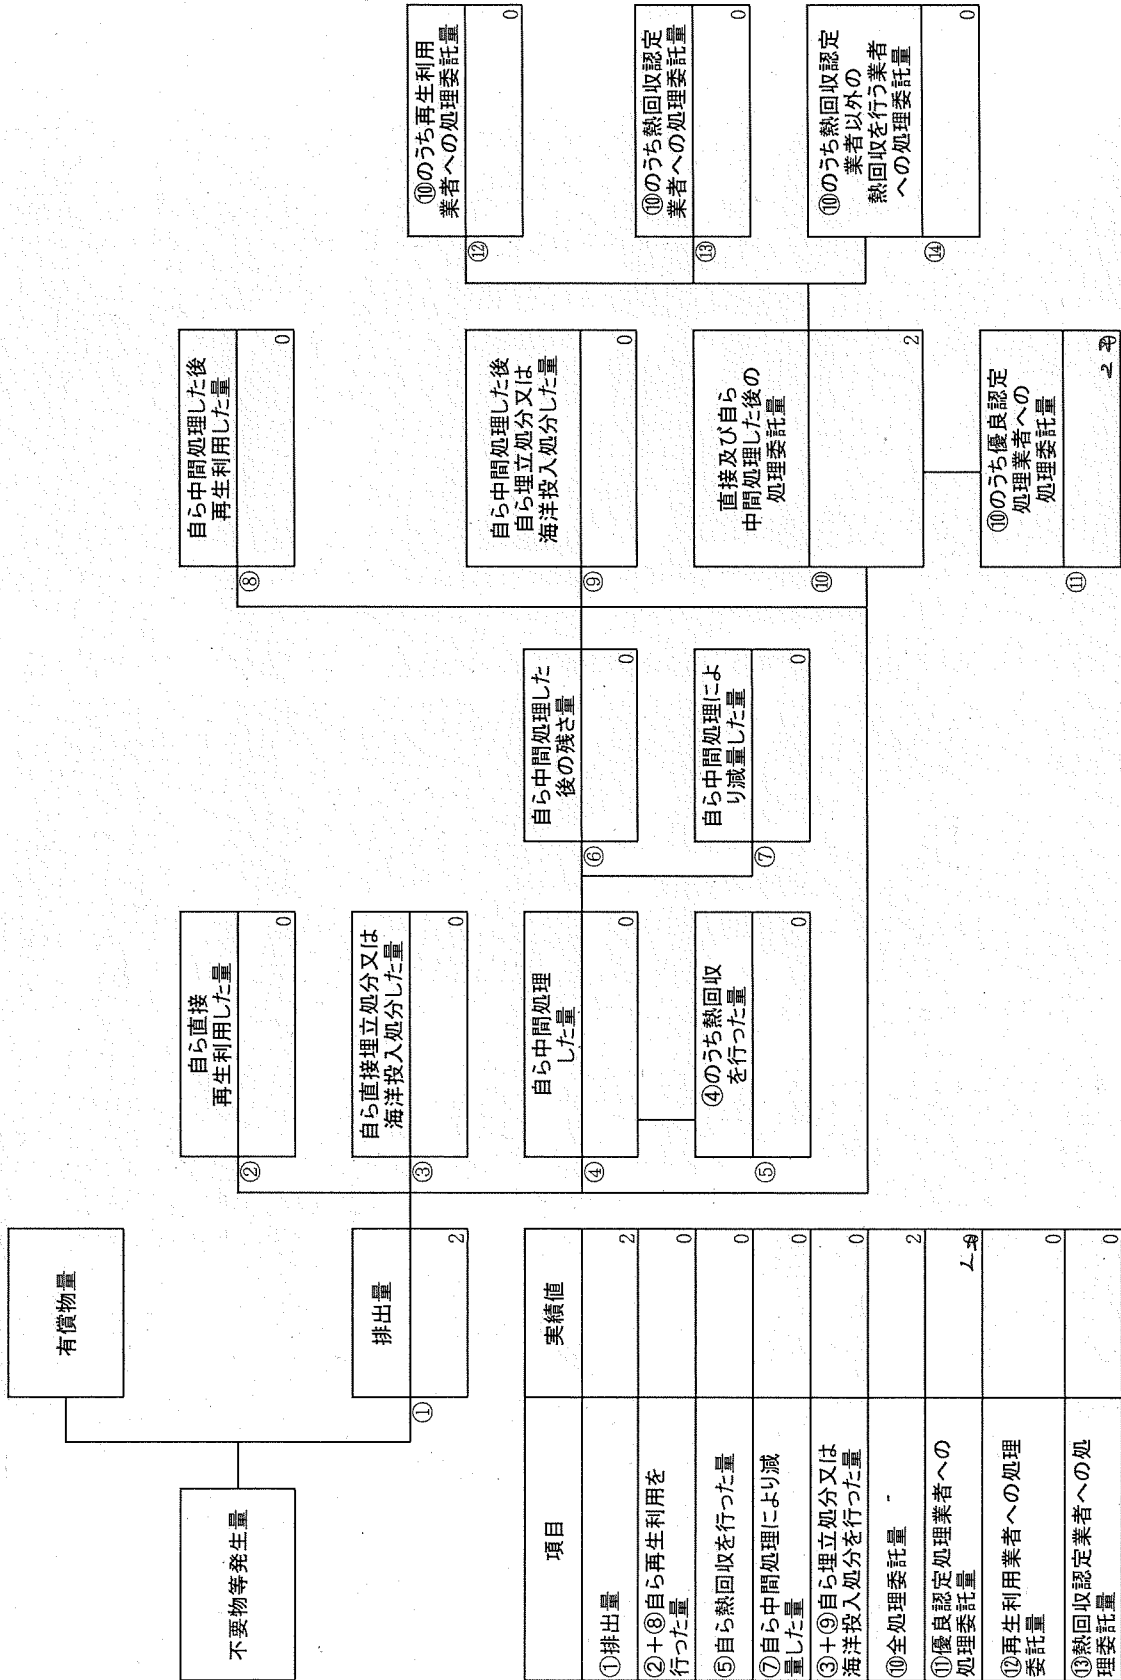 有償物量
不要物等発生量
排出量
①
2
自ら直接
再生利用した量
②
0
自ら直接埋立処分又は
海洋投入処分した量
③
0
自ら中間処理
した量
④
0
④のうち熱回収
を行った量
⑤
0
自ら中間処理した
後の残さ量
⑥
0
自ら中間処理によ
り減量した量
⑦
0
自ら中間処理した後
再生利用した量
⑧
0
自ら中間処理した後
自ら埋立処分又は
海洋投入処分した量
⑨
0
直接及び自ら
中間処理した後の
処理委託量
⑩
2
⑩のうち優良認定
処理業者への
処理委託量
⑪
2
⑩のうち再生利用
業者への処理委託量
⑫
0
⑩のうち熱回収認定
業者への処理委託量
⑬
0
⑩のうち熱回収認定
業者以外の
熱回収を行う業者
への処理委託量
⑭
0
項目 実績値
①排出量 2
②+⑧自ら再生利用を
行った量 0
⑤自ら熱回収を行った量 0
⑦自ら中間処理により減
量した量 0
③+⑨自ら埋立処分又は
海洋投入処分を行った量 0
⑩全処理委託量 2
⑪優良認定処理業者への
処理委託量
⑫再生利用業者への処理
委託量 0
⑬熱回収認定業者への処
理委託量 0